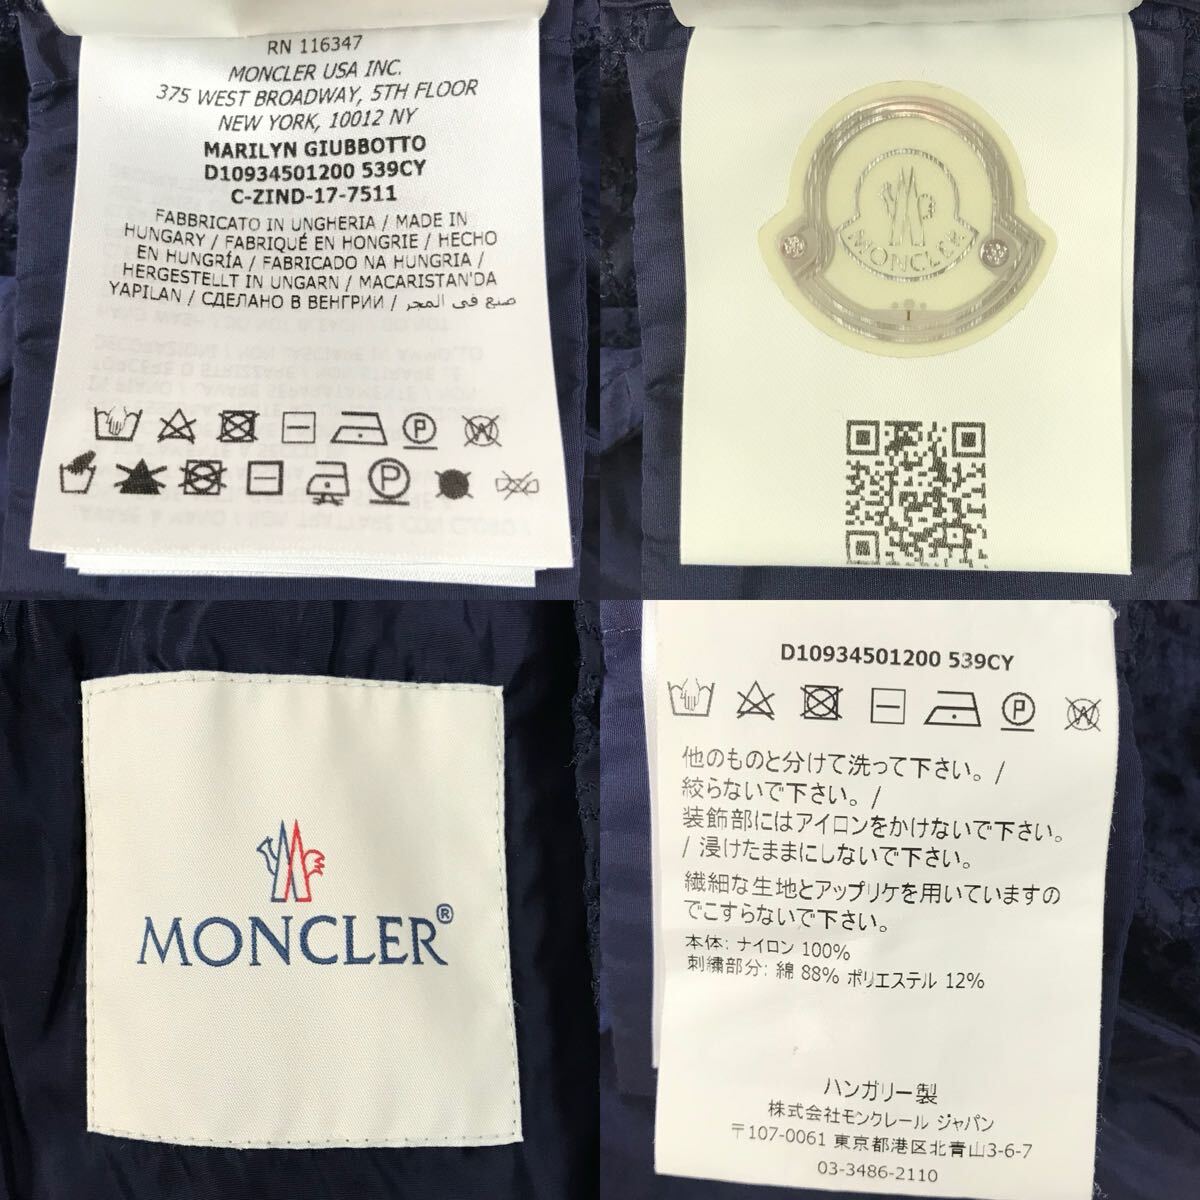 RN 116347
MONCLER USA INC.
375 WEST BROADWAY, 5TH FLOOR
NEW YORK, 10012 NY
MARILYN GIUBBOTTO
D10934501200 539CY
C-ZIND-17-7511
FABBRICATO IN UNGHERIA / MADE IN
HUNGARY / FABRIQUÉ EN HONGRIE / HECHO
EN HUNGRÍA / FABRICADO NA HUNGRIA /
HERGESTELLT IN UNGARN / MACARISTAN'DA
YAPILAN / СДЕЛАНО В ВЕНГРИИ / صنع في المجر
MONCLER
MONCLER®
D10934501200 539CY
他のものと分けて洗って下さい。/
絞らないで下さい。/
装飾部にはアイロンをかけないで下さい。
/ 浸けたままにしないで下さい。
繊細な生地とアップリケを用いていますの
でこすらないで下さい。
本体: ナイロン 100%
刺繍部分: 綿 88% ポリエステル 12%
ハンガリー製
株式会社モンクレール ジャパン
〒107-0061 東京都港区北青山3-6-7
03-3486-2110